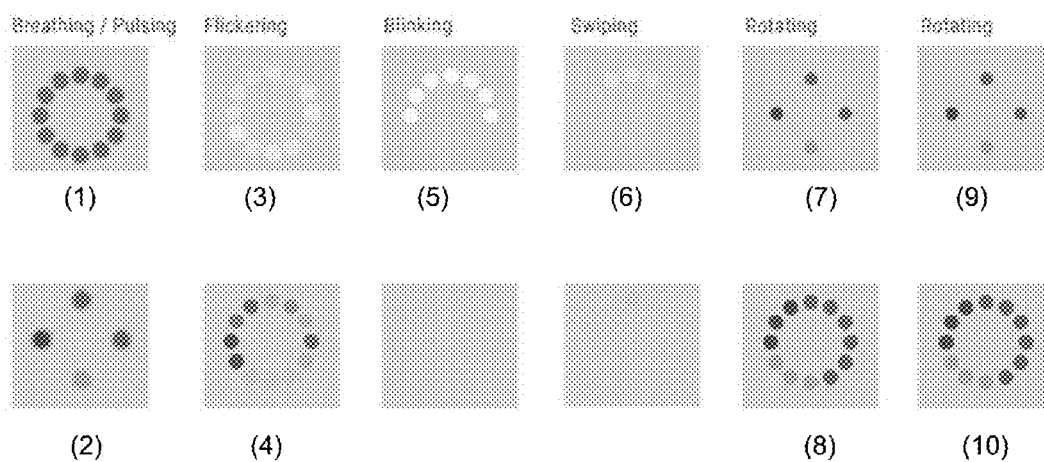 Breathing / Pulsing Flickering Blinking Swiping Rotating Rotating
(1) (3) (5) (6) (7) (9)
(2) (4) (8) (10)